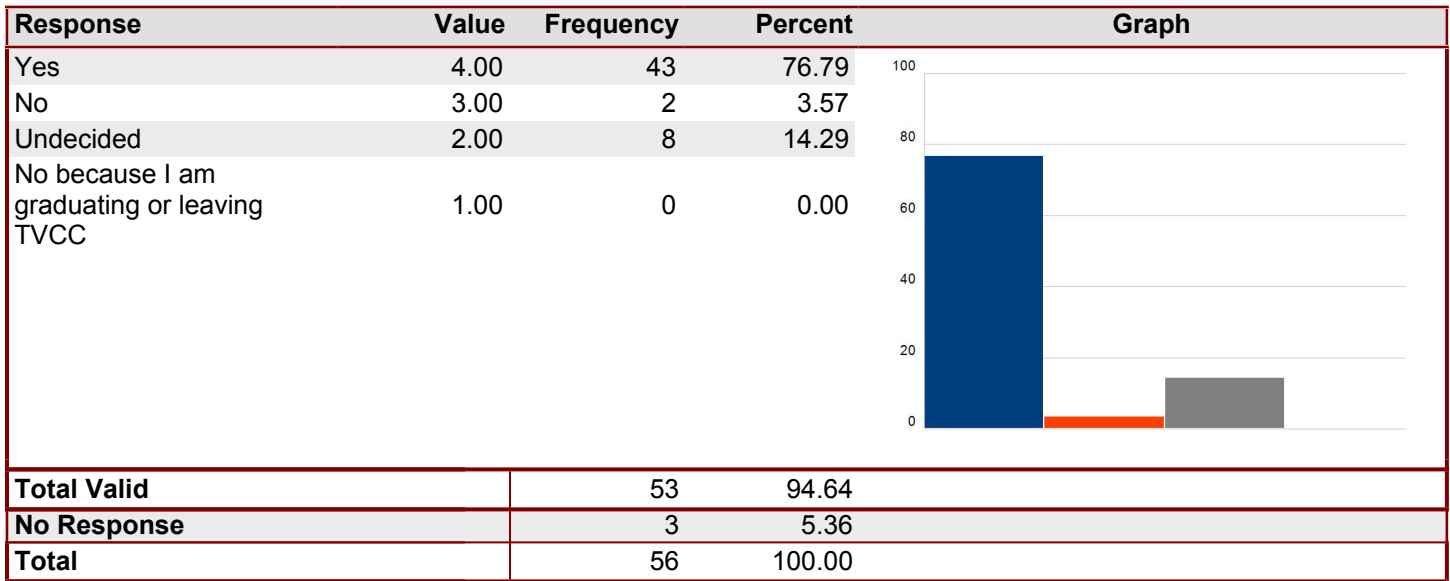 Response Value Frequency Percent Graph
Yes 4.00 43 76.79
No 3.00 2 3.57
Undecided 2.00 8 14.29
No because I am
graduating or leaving 1.00 0 0.00
TVCC
100
80
60
40
20
0
Total Valid 53 94.64
No Response 3 5.36
Total 56 100.00